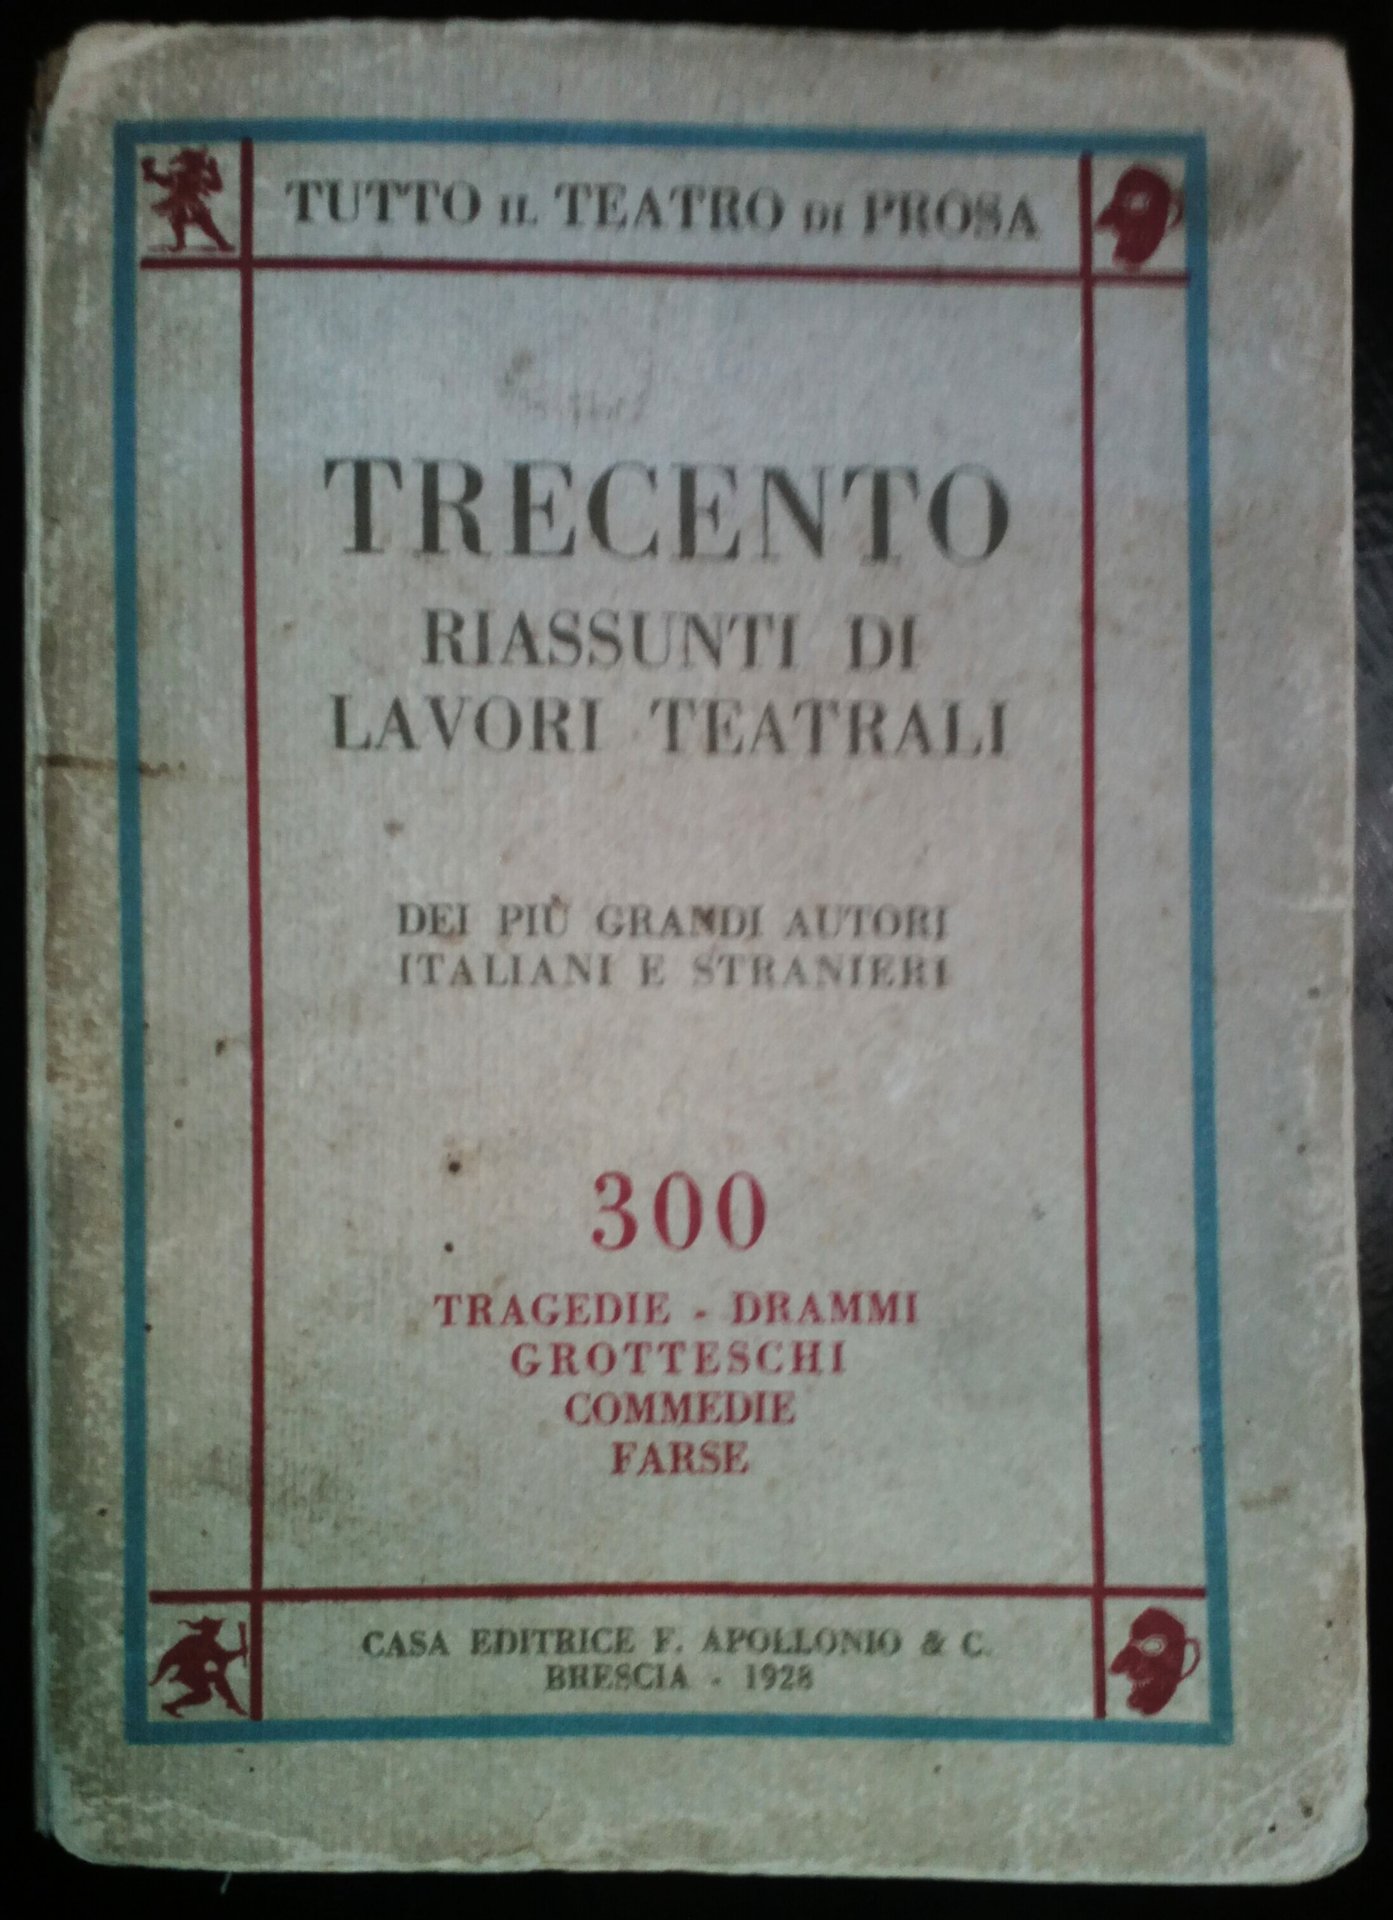 TUTTO IL TEATRO DI PROSA
TRECENTO
RIASSUNTI DI
LAVORI TEATRALI
DEI PIÙ GRANDI AUTORI
ITALIANI E STRANIERI
300
TRAGEDIE - DRAMMI
GROTTESCHI
COMMEDIE
FARSE
CASA EDITRICE F. APOLLONIO & C.
BRESCIA - 1928